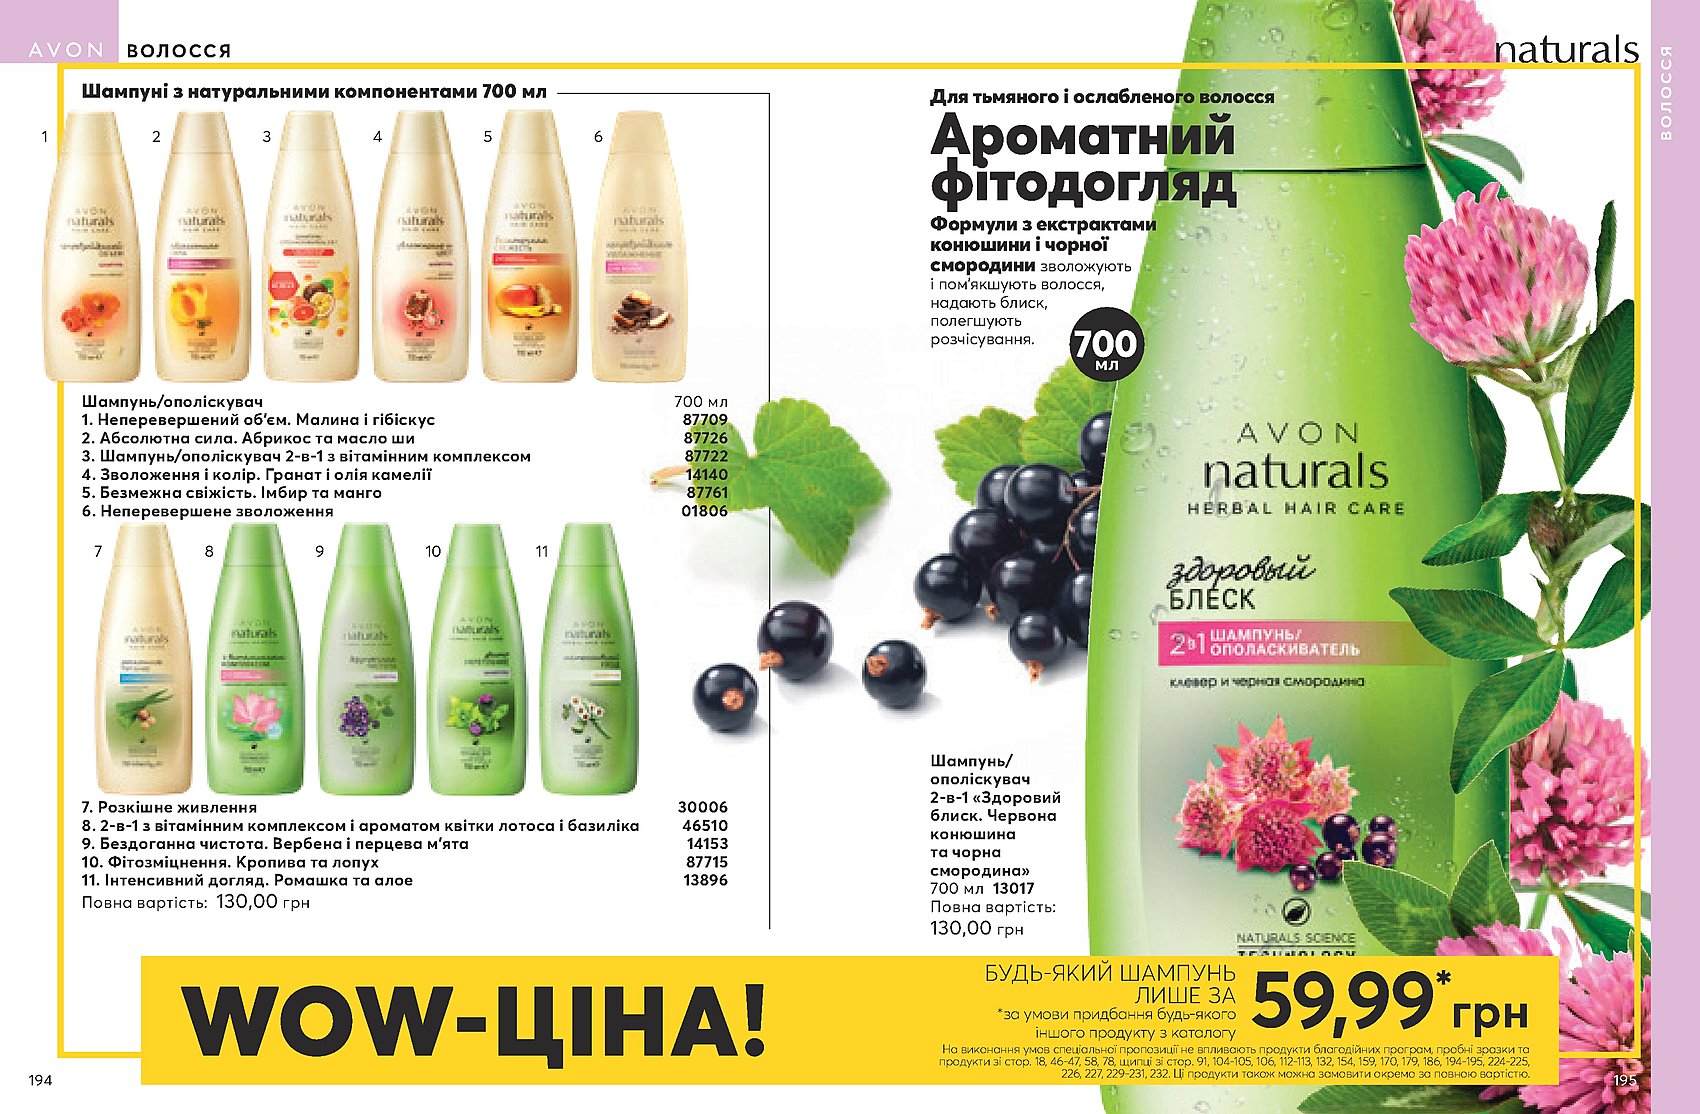 AVON ВОЛОССЯ
naturals
ВОЛОССЯ
Шампуні з натуральними компонентами 700 мл
1
2
3
4
5
6
Шампунь/ополіскувач 700 мл
1. Неперевершений об'єм. Малина і гібіскус 87709
2. Абсолютна сила. Абрикос та масло ши 87726
3. Шампунь/ополіскувач 2-в-1 з вітамінним комплексом 87722
4. Зволоження і колір. Гранат і олія камелії 14140
5. Безмежна свіжість. Імбир та манго 87761
6. Неперевершене зволоження 01806
7
8
9
10
11
7. Розкішне живлення 30006
8. 2-в-1 з вітамінним комплексом і ароматом квітки лотоса і базиліка 46510
9. Бездоганна чистота. Вербена і перцева м'ята 14153
10. Фітозміцнення. Кропива та лопух 87715
11. Інтенсивний догляд. Ромашка та алое 13896
Повна вартість: 130,00 грн
Для тьмяного і ослабленого волосся
Ароматний
фітодогляд
Формули з екстрактами
конюшини і чорної
смородини зволожують
і пом'якшують волосся,
надають блиск,
полегшують
розчісування.
700
мл
AVON
naturals
HERBAL HAIR CARE
здоровый
БЛЕСК
2в1 ШАМПУНЬ/
ОПОЛАСКИВАТЕЛЬ
клевер и черная смородина
NATURALS SCIENCE
TECHNOLOGY
Шампунь/
ополіскувач
2-в-1 «Здоровий
блиск. Червона
конюшина
та чорна
смородина»
700 мл 13017
Повна вартість:
130,00 грн
WOW-ЦІНА!
БУДЬ-ЯКИЙ ШАМПУНЬ
ЛИШЕ ЗА
59,99* грн
*за умови придбання будь-якого
іншого продукту з каталогу
На виконання умов спеціальної пропозиції не впливають продукти благодійних програм, пробні зразки та
продукти зі стор. 18, 46-47, 58, 78, щипці зі стор. 91, 104-105, 106, 112-113, 132, 154, 159, 170, 179, 186, 194-195, 224-225,
226, 227, 229-231, 232. Ці продукти також можна замовити окремо за повною вартістю.
194
195